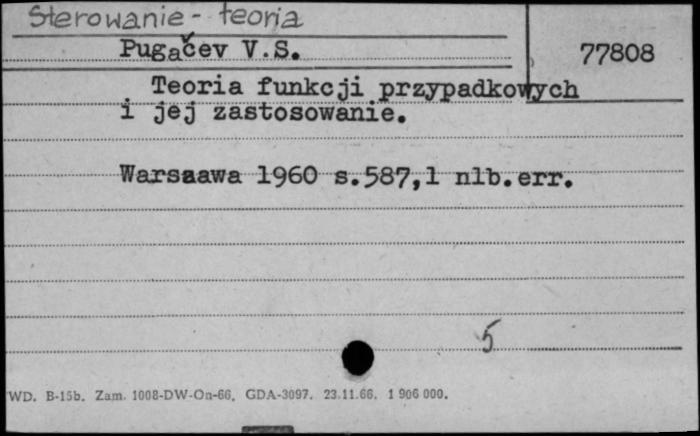 Sterowanie - teoria
Pugačev V.S.
77808
Teoria funkcji przypadkowych
i jej zastosowanie.
Warsaawa 1960 s.587,1 nlb.err.
5
WD. B-15b. Zam. 1008-DW-On-66. GDA-3097. 23.11.66. 1 906 000.